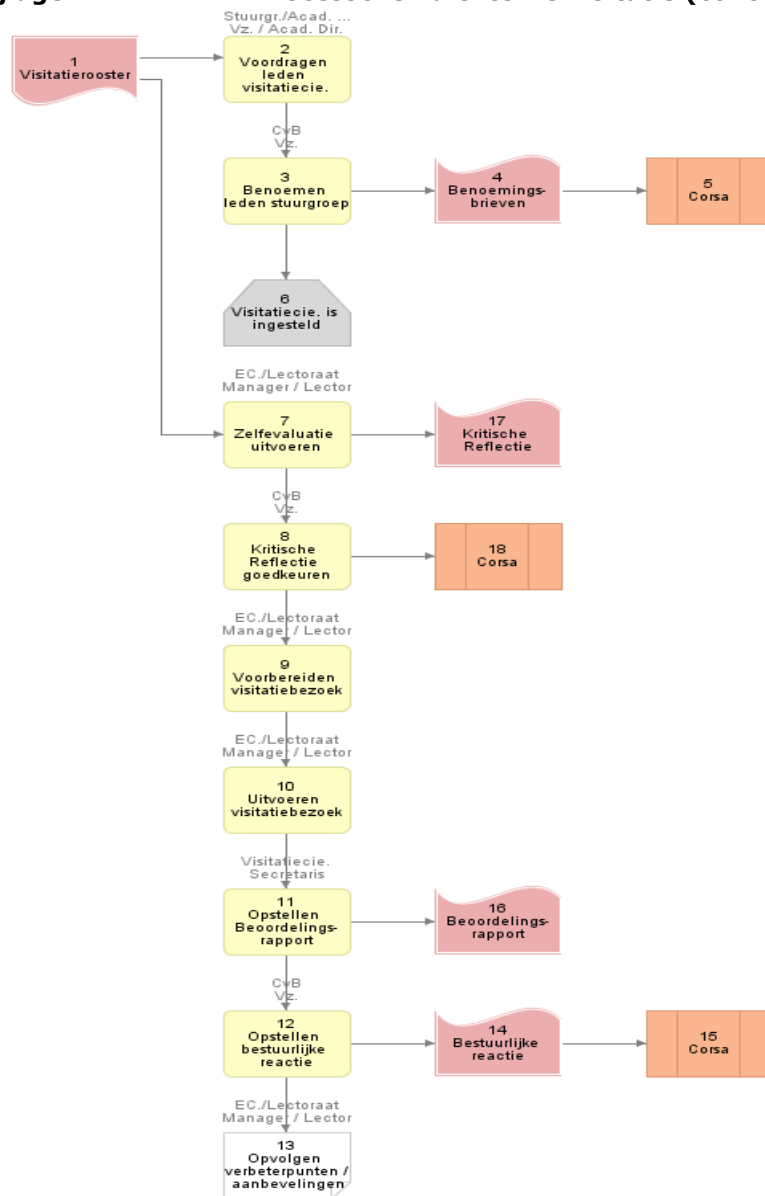 Stuurgr./Acad. ...
Vz. / Acad. Dir.
1
Visitatierooster
2
Voordragen
leden
visitatiecie.
CvB
Vz.
3
Benoemen
leden stuurgroep
4
Benoemings-
brieven
5
Corsa
6
Visitatiecie. is
ingesteld
EC./Lectoraat
Manager / Lector
7
Zelfevaluatie
uitvoeren
17
Kritische
Reflectie
CvB
Vz.
8
Kritische
Reflectie
goedkeuren
18
Corsa
EC./Lectoraat
Manager / Lector
9
Voorbereiden
visitatiebezoek
EC./Lectoraat
Manager / Lector
10
Uitvoeren
visitatiebezoek
Visitatiecie.
Secretaris
11
Opstellen
Beoordelings-
rapport
16
Beoordelings-
rapport
CvB
Vz.
12
Opstellen
bestuurlijke
reactie
14
Bestuurlijke
reactie
15
Corsa
EC./Lectoraat
Manager / Lector
13
Opvolgen
verbeterpunten /
aanbevelingen